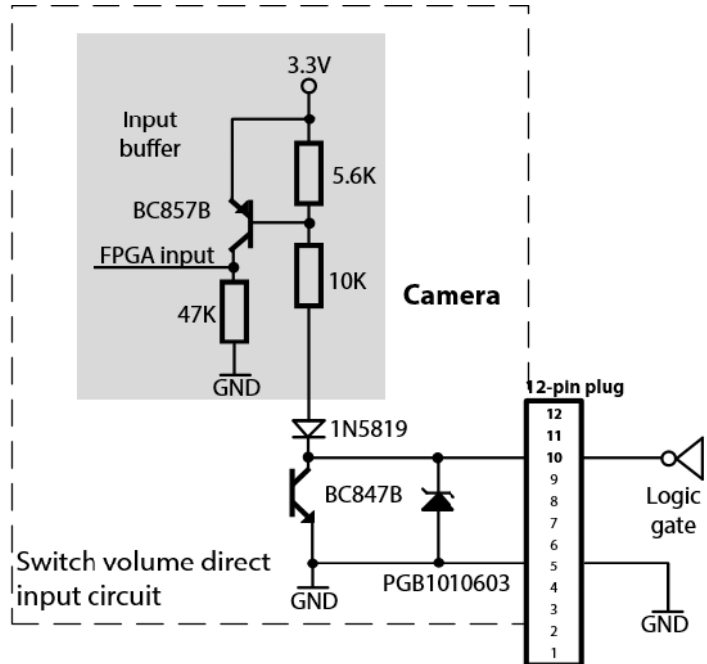 3.3V
Input
buffer
5.6K
BC857B
FPGA input
10K
Camera
47K
GND
12-pin plug
12
11
10
9
8
7
6
5
4
3
2
1
1N5819
BC847B
Logic
gate
Switch volume direct
input circuit
PGB1010603
GND
GND